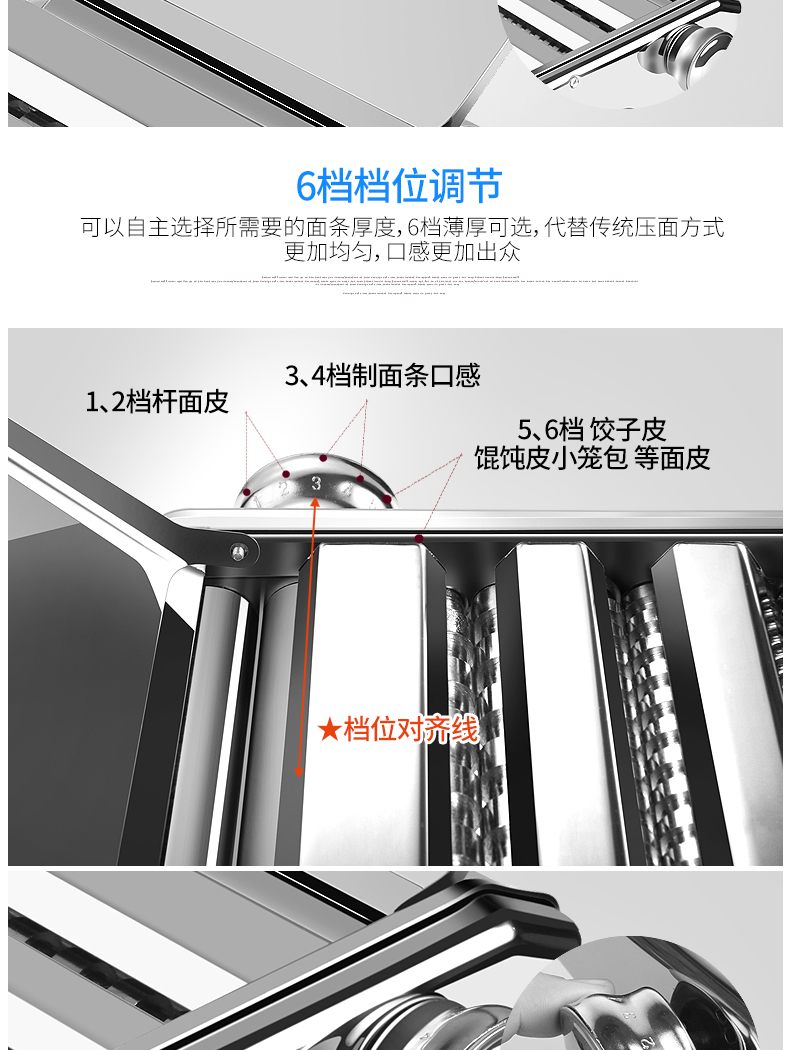 6档档位调节
可以自主选择所需要的面条厚度，6档薄厚可选，代替传统压面方式
更加均匀，口感更加出众
3、4档制面条口感
1、2档杆面皮
5、6档 饺子皮
馄饨皮小笼包 等面皮
2 3 4
★档位对齐线
2